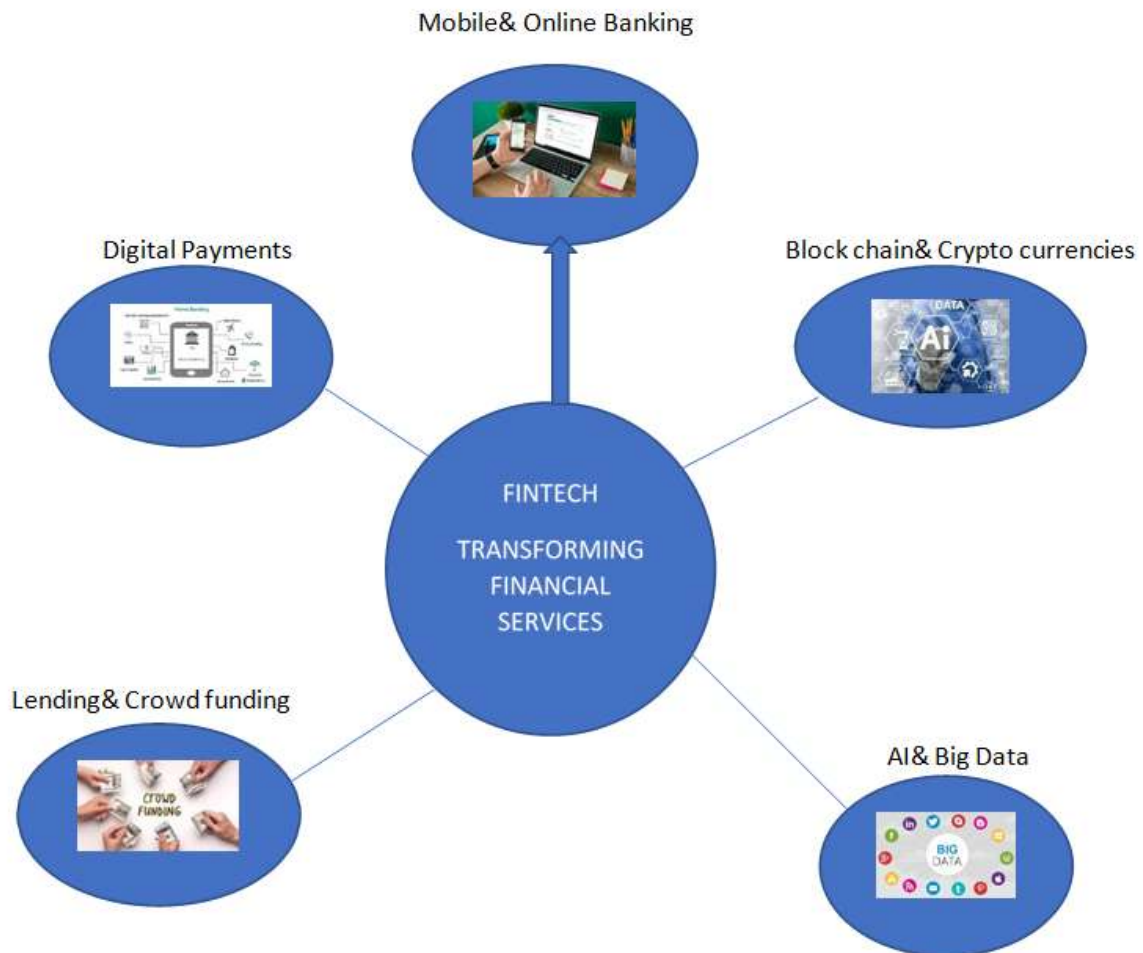 Mobile& Online Banking
Digital Payments
Block chain& Crypto currencies
DATA
Ai
FINTECH
TRANSFORMING
FINANCIAL
SERVICES
Lending& Crowd funding
CROWD
FUNDING
AI& Big Data
BIG
DATA